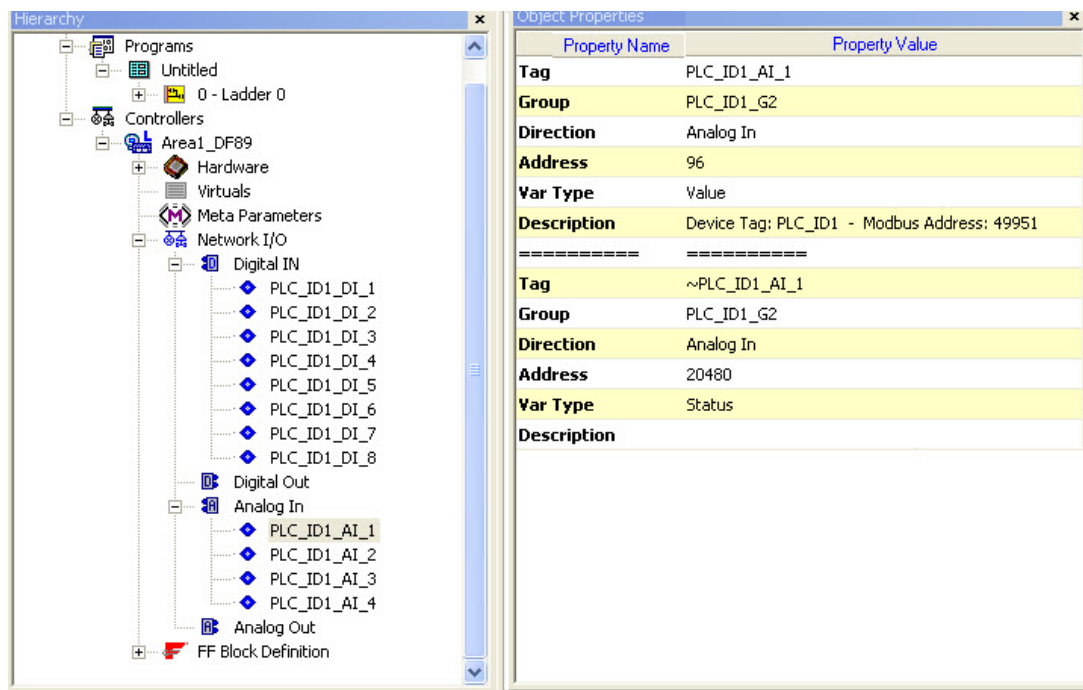 Hierarchy
Programs
Untitled
0 - Ladder 0
Controllers
Area1_DF89
Hardware
Virtuals
Meta Parameters
Network I/O
Digital IN
PLC_ID1_DI_1
PLC_ID1_DI_2
PLC_ID1_DI_3
PLC_ID1_DI_4
PLC_ID1_DI_5
PLC_ID1_DI_6
PLC_ID1_DI_7
PLC_ID1_DI_8
Digital Out
Analog In
PLC_ID1_AI_1
PLC_ID1_AI_2
PLC_ID1_AI_3
PLC_ID1_AI_4
Analog Out
FF Block Definition
Object Properties
Property Name Property Value
Tag PLC_ID1_AI_1
Group PLC_ID1_G2
Direction Analog In
Address 96
Var Type Value
Description Device Tag: PLC_ID1 - Modbus Address: 49951
========== ==========
Tag ~PLC_ID1_AI_1
Group PLC_ID1_G2
Direction Analog In
Address 20480
Var Type Status
Description